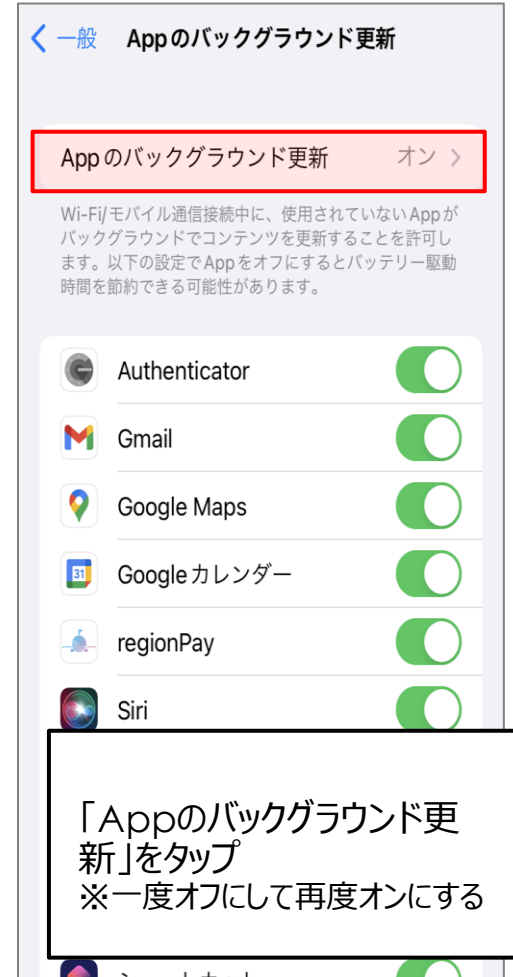 一般 Appのバックグラウンド更新
Appのバックグラウンド更新 オン
Wi-Fi/モバイル通信接続中に、使用されていないAppが
バックグラウンドでコンテンツを更新することを許可し
ます。以下の設定でAppをオフにするとバッテリー駆動
時間を節約できる可能性があります。
Authenticator
Gmail
Google Maps
31
Googleカレンダー
regionPay
Siri
「Appのバックグラウンド更
新」をタップ
※一度オフにして再度オンにする